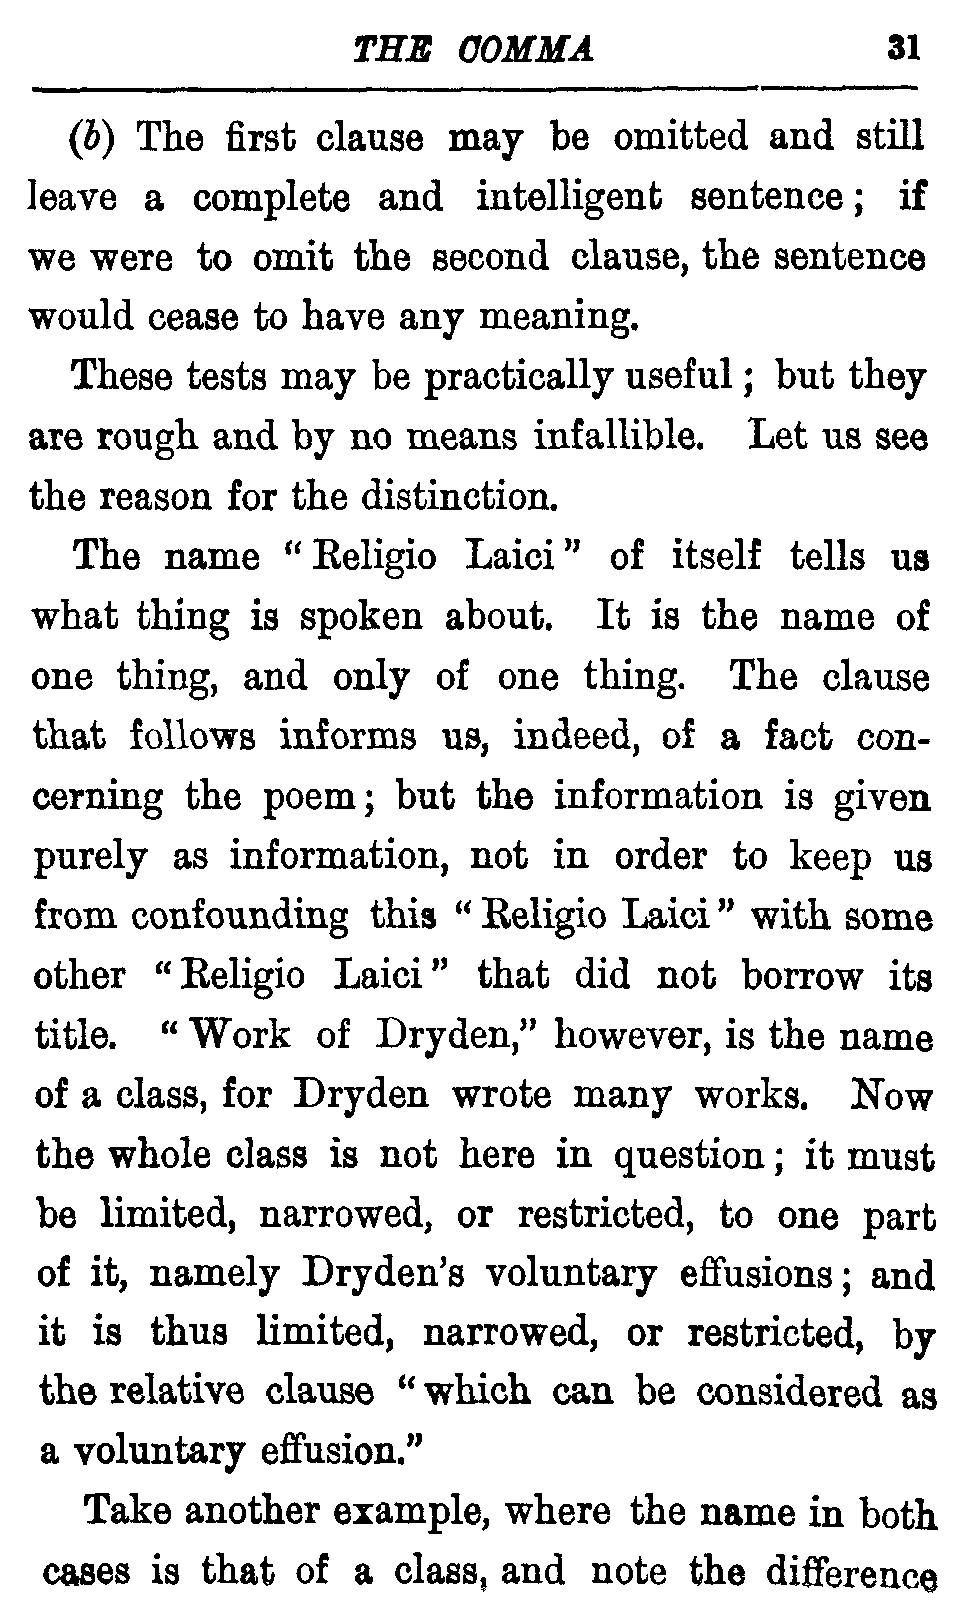 THE COMMA 31
(b) The first clause may be omitted and still
leave a complete and intelligent sentence; if
we were to omit the second clause, the sentence
would cease to have any meaning.
These tests may be practically useful; but they
are rough and by no means infallible. Let us see
the reason for the distinction.
The name "Religio Laici" of itself tells us
what thing is spoken about. It is the name of
one thing, and only of one thing. The clause
that follows informs us, indeed, of a fact con-
cerning the poem; but the information is given
purely as information, not in order to keep us
from confounding this "Religio Laici" with some
other "Religio Laici" that did not borrow its
title. "Work of Dryden," however, is the name
of a class, for Dryden wrote many works. Now
the whole class is not here in question; it must
be limited, narrowed, or restricted, to one part
of it, namely Dryden's voluntary effusions; and
it is thus limited, narrowed, or restricted, by
the relative clause "which can be considered as
a voluntary effusion."
Take another example, where the name in both
cases is that of a class, and note the difference